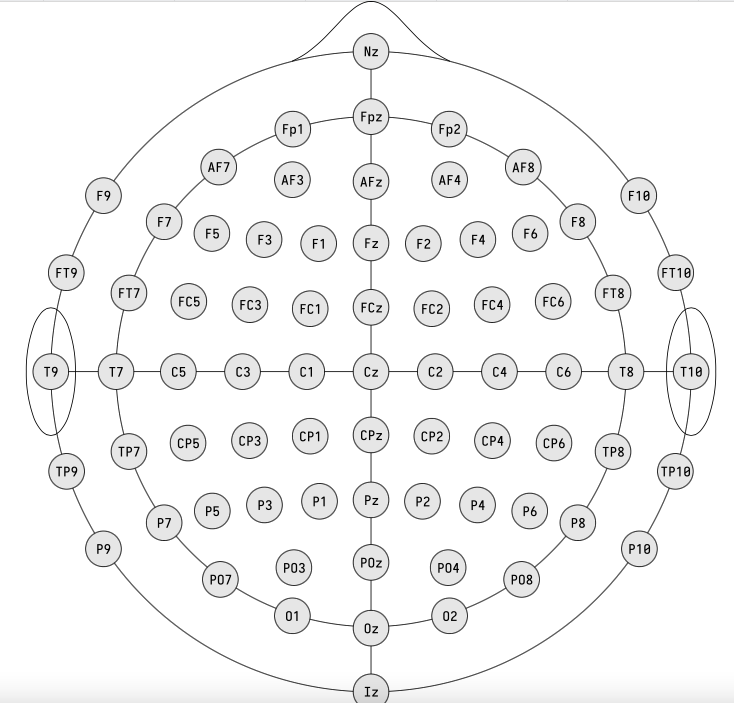 Nz
Fp1 Fpz Fp2
AF7 AF3 AFz AF4 AF8
F9 F10
F7 F5 F3 F1 Fz F2 F4 F6 F8
FT9 FT10
FT7 FC5 FC3 FC1 FCz FC2 FC4 FC6 FT8
T9 T7 C5 C3 C1 Cz C2 C4 C6 T8 T10
TP7 CP5 CP3 CP1 CPz CP2 CP4 CP6 TP8
TP9 TP10
P7 P5 P3 P1 Pz P2 P4 P6 P8
P9 P10
PO7 PO3 POz PO4 PO8
O1 Oz O2
Iz